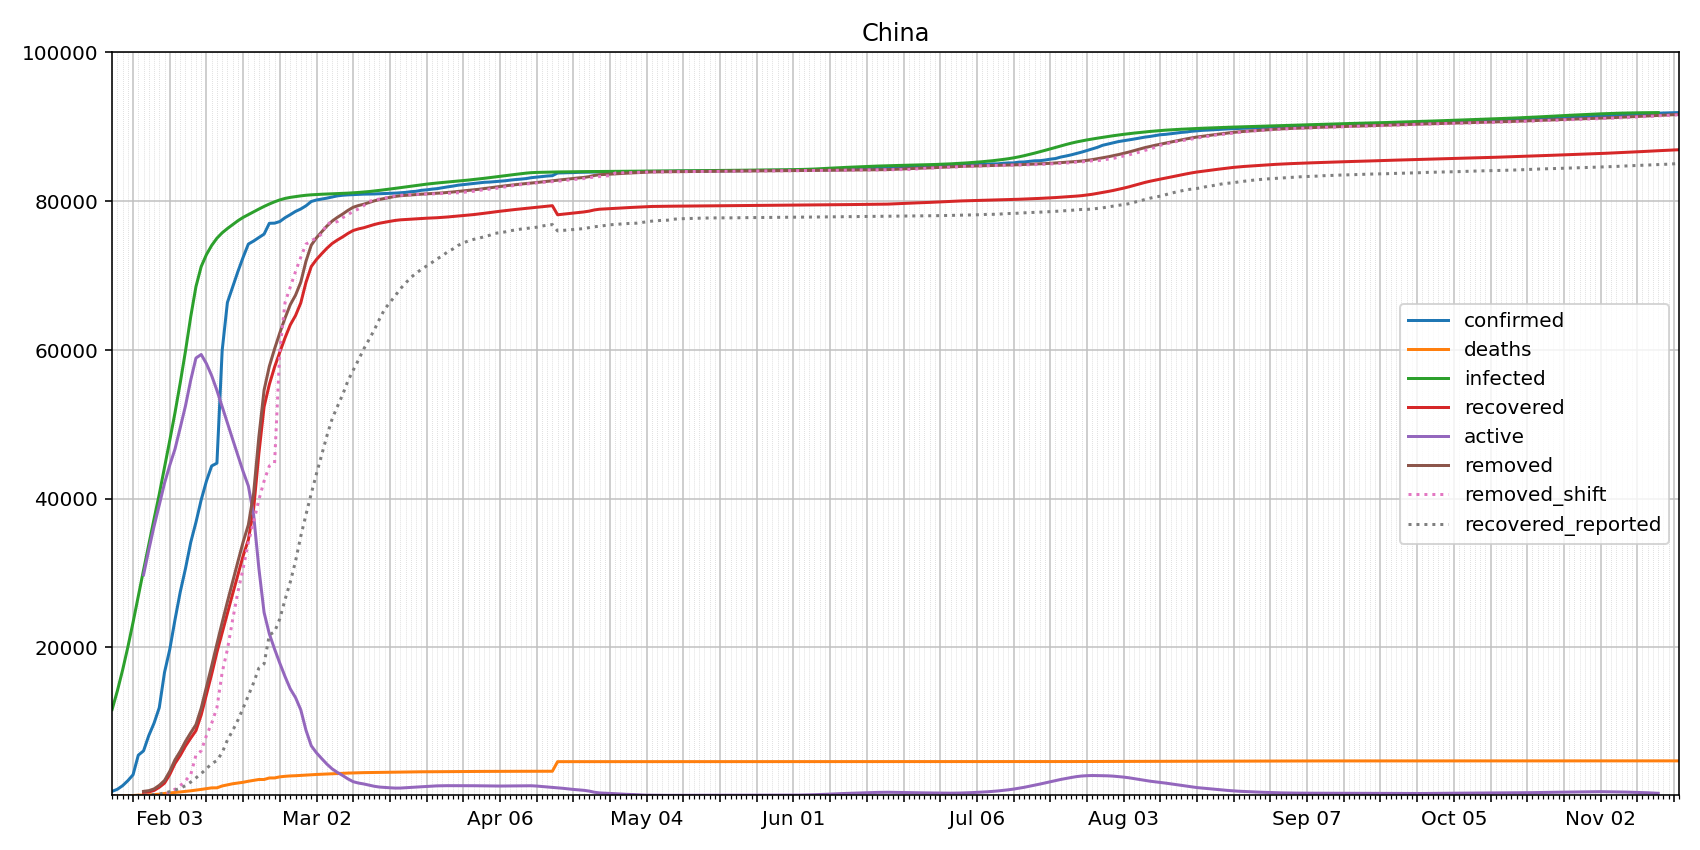 China
100000
80000
60000
40000
20000
confirmed
deaths
infected
recovered
active
removed
removed_shift
recovered_reported
Feb 03 Mar 02 Apr 06 May 04 Jun 01 Jul 06 Aug 03 Sep 07 Oct 05 Nov 02